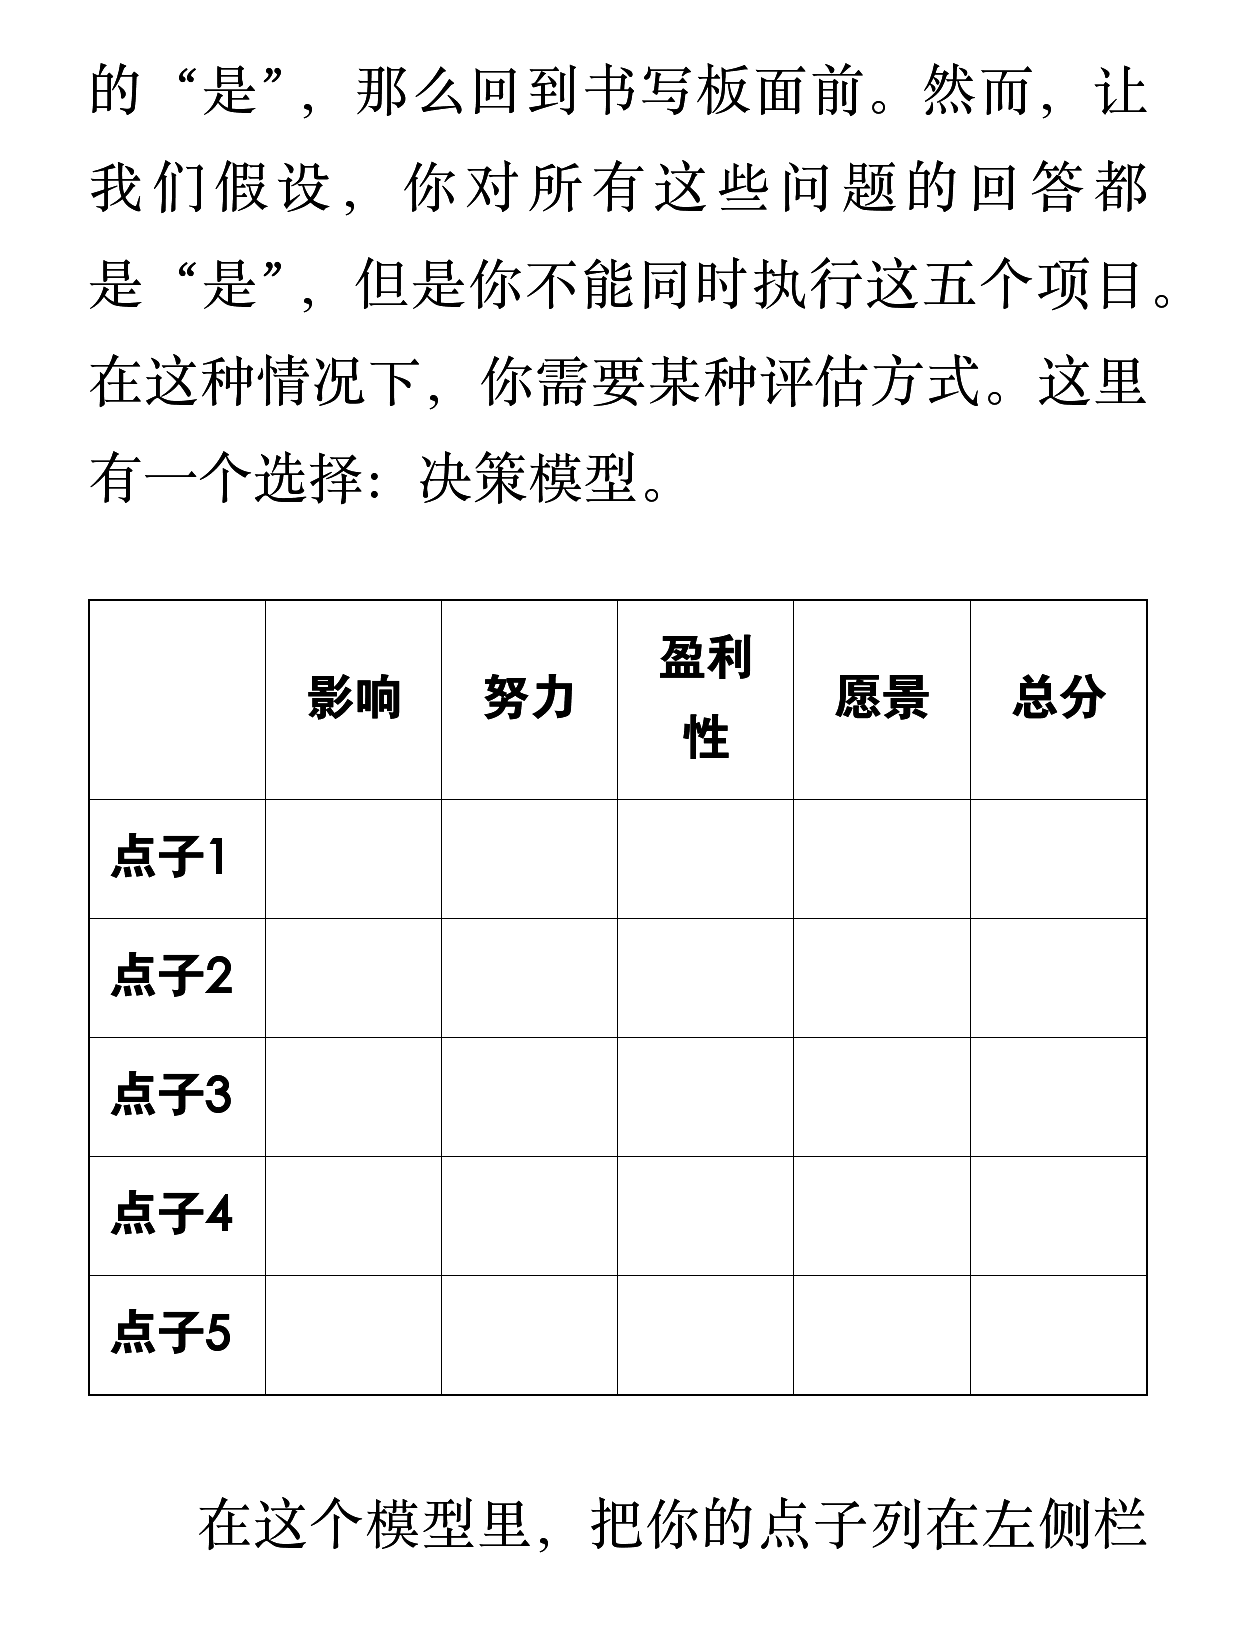 的“是”，那么回到书写板面前。然而，让
我们假设，你对所有这些问题的回答都
是“是”，但是你不能同时执行这五个项目。
在这种情况下，你需要某种评估方式。这里
有一个选择：决策模型。
影响 努力 盈利 愿景 总分
性
点子1
点子2
点子3
点子4
点子5
在这个模型里，把你的点子列在左侧栏